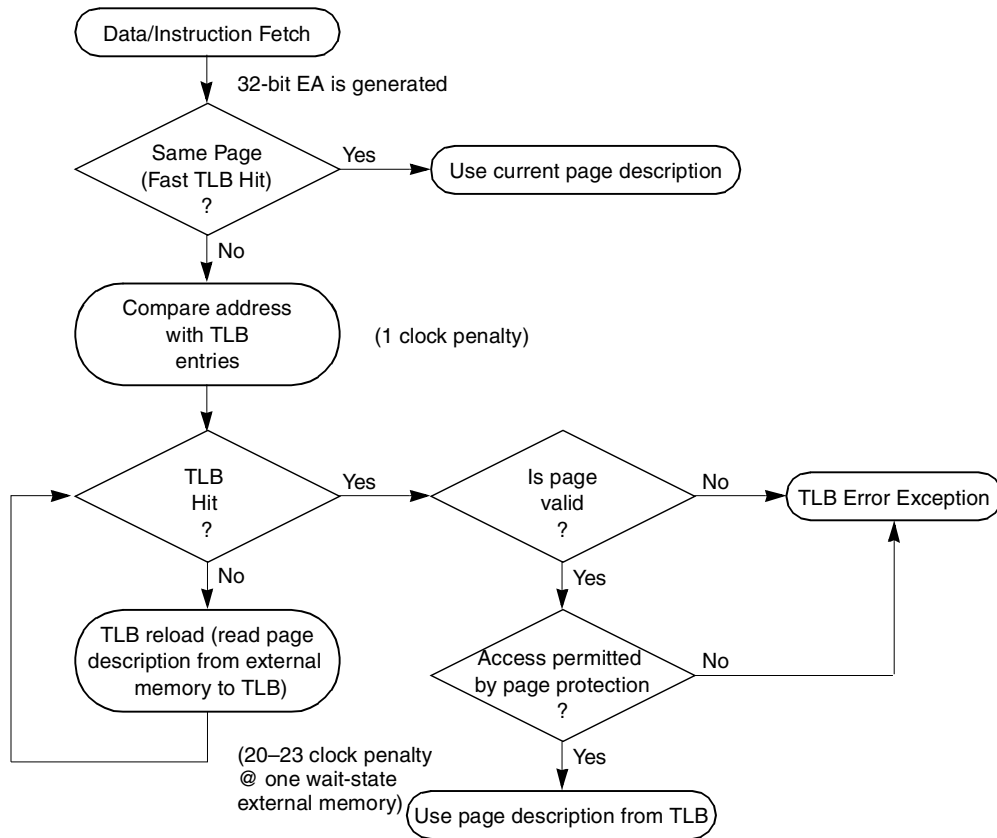 Data/Instruction Fetch
32-bit EA is generated
Same Page
(Fast TLB Hit)
?
Yes
Use current page description
No
Compare address
with TLB
entries
(1 clock penalty)
TLB
Hit
?
Yes
Is page
valid
?
No
TLB Error Exception
No
Yes
TLB reload (read page
description from external
memory to TLB)
Access permitted
by page protection
?
No
(20–23 clock penalty
@ one wait-state
external memory)
Yes
Use page description from TLB